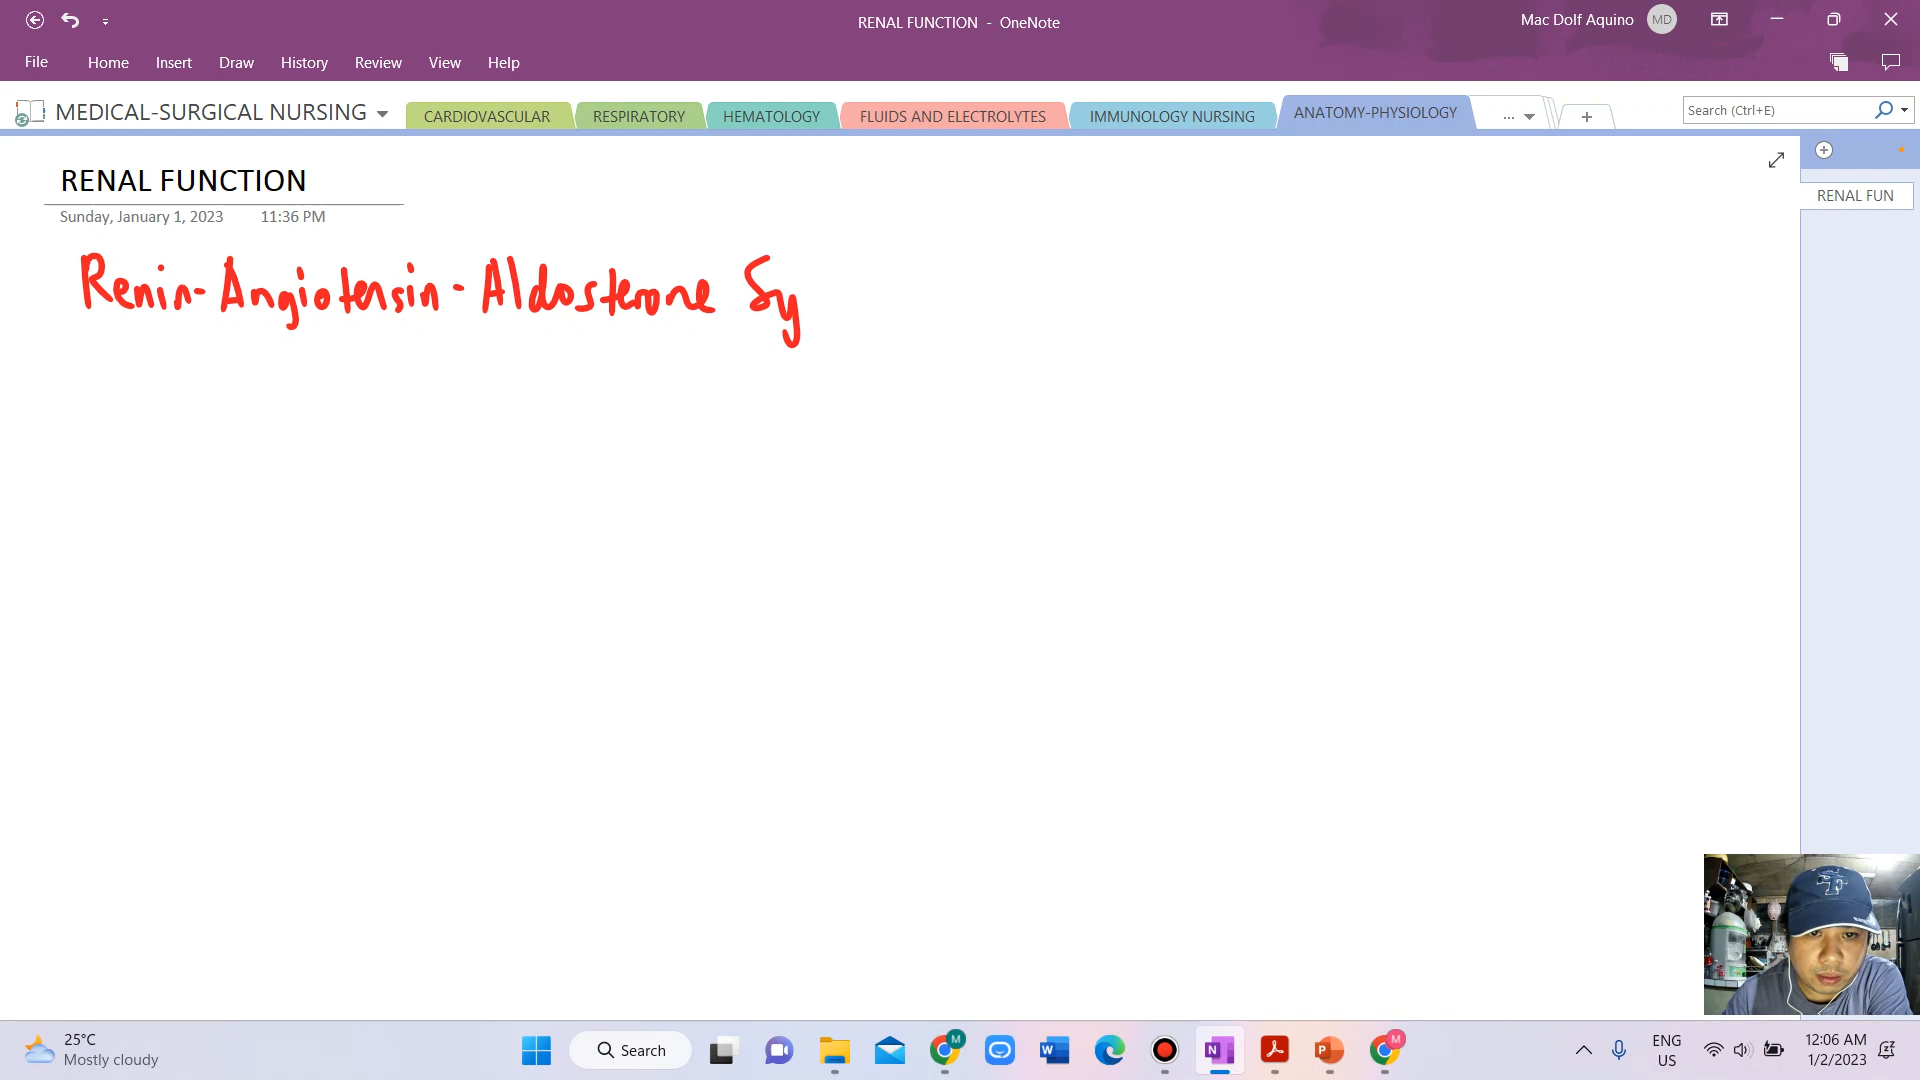 RENAL FUNCTION - OneNote
Mac Dolf Aquino MD
File Home Insert Draw History Review View Help
MEDICAL-SURGICAL NURSING CARDIOVASCULAR RESPIRATORY HEMATOLOGY FLUIDS AND ELECTROLYTES IMMUNOLOGY NURSING ANATOMY-PHYSIOLOGY ... + Search (Ctrl+E)
RENAL FUNCTION
RENAL FUN
Sunday, January 1, 2023 11:36 PM
Renin-Angiotensin-Aldosterone Sy
25°C
Mostly cloudy
Search
M
W
N
P
M
ENG
US
12:06 AM
1/2/2023